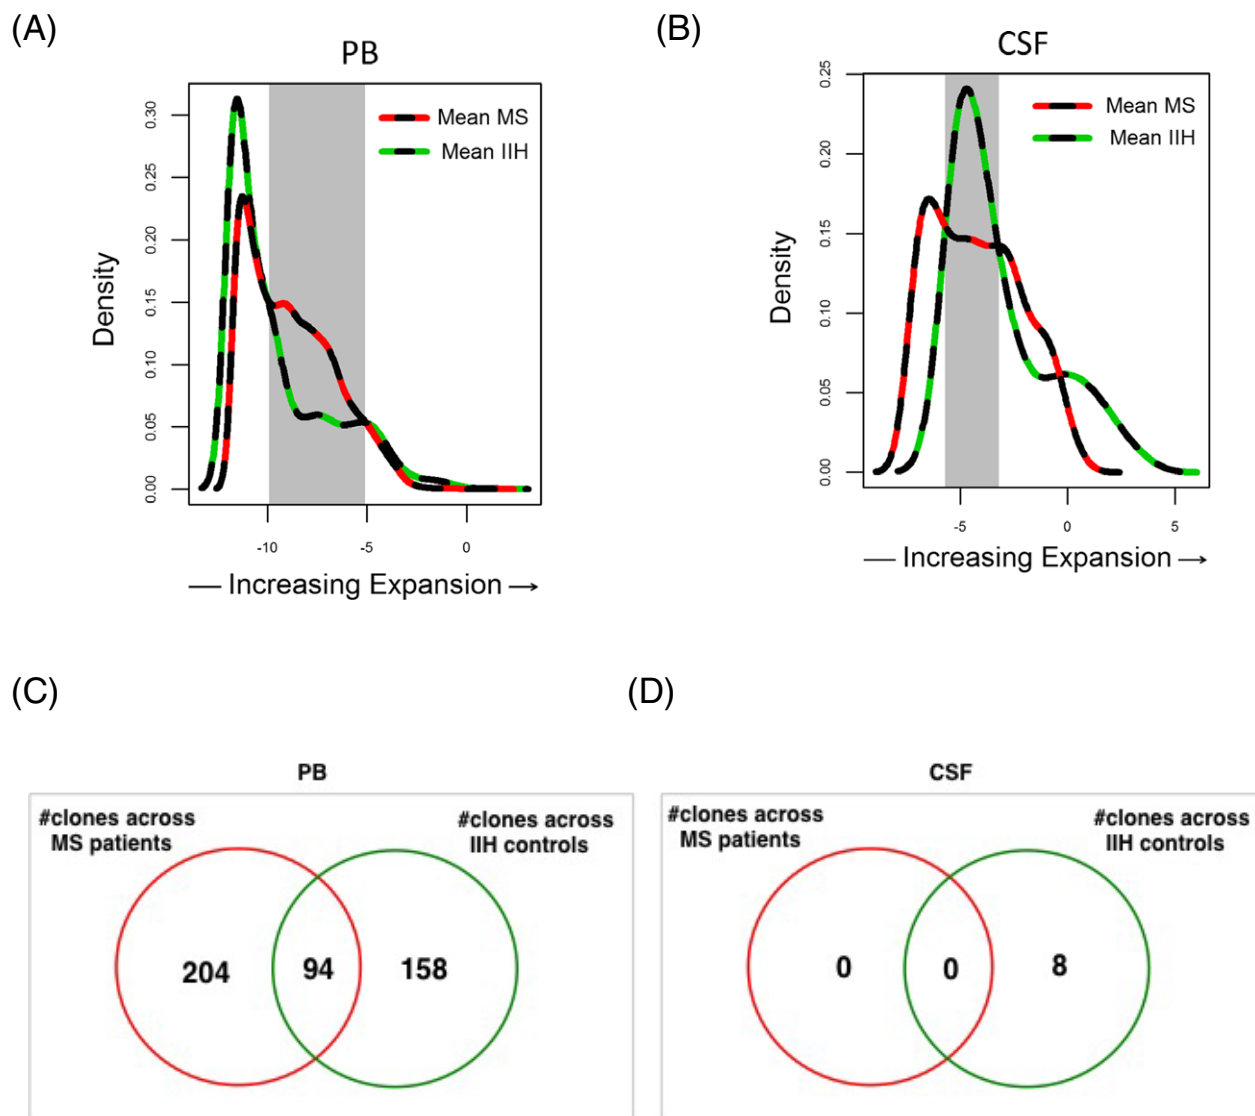 (A)
PB
Mean MS
Mean IIH
Density
0.00
0.05
0.10
0.15
0.20
0.25
0.30
-10
-5
0
Increasing Expansion
(B)
CSF
Mean MS
Mean IIH
Density
0.00
0.05
0.10
0.15
0.20
0.25
-5
0
5
Increasing Expansion
(C)
PB
#clones across
MS patients
#clones across
IIH controls
204
94
158
(D)
CSF
#clones across
MS patients
#clones across
IIH controls
0
0
8